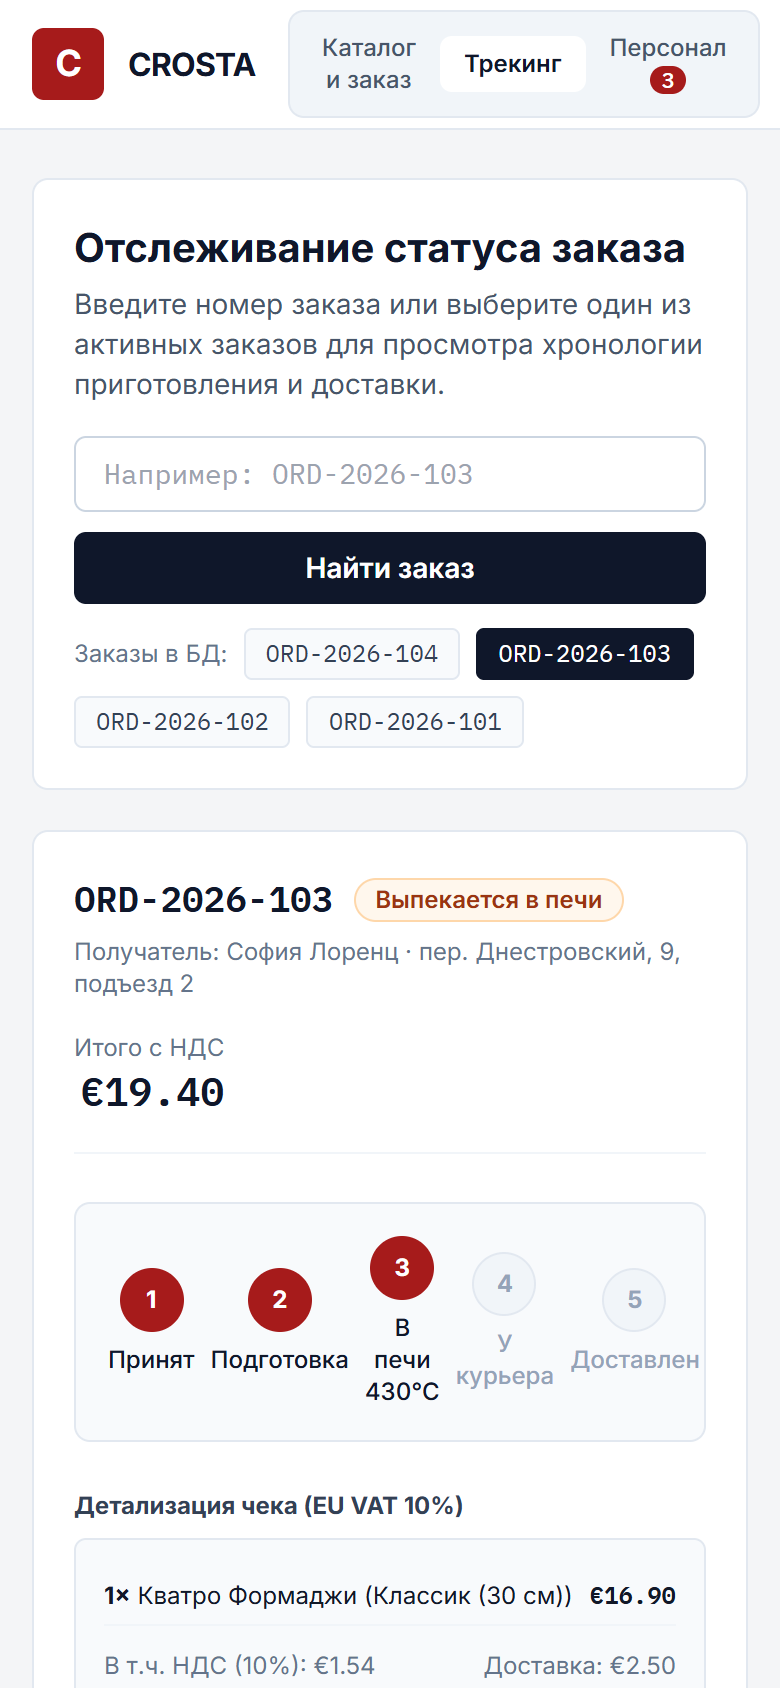 C CROSTA
Каталог
и заказ
Трекинг
Персонал
3
Отслеживание статуса заказа
Введите номер заказа или выберите один из
активных заказов для просмотра хронологии
приготовления и доставки.
Например: ORD-2026-103
Найти заказ
Заказы в БД: ORD-2026-104 ORD-2026-103
ORD-2026-102 ORD-2026-101
ORD-2026-103 Выпекается в печи
Получатель: София Лоренц · пер. Днестровский, 9,
подъезд 2
Итого с НДС
€19.40
1
Принят
2
Подготовка
3
В
печи
430°C
4
У
курьера
5
Доставлен
Детализация чека (EU VAT 10%)
1× Кватро Формаджи (Классик (30 см)) €16.90
В т.ч. НДС (10%): €1.54 Доставка: €2.50